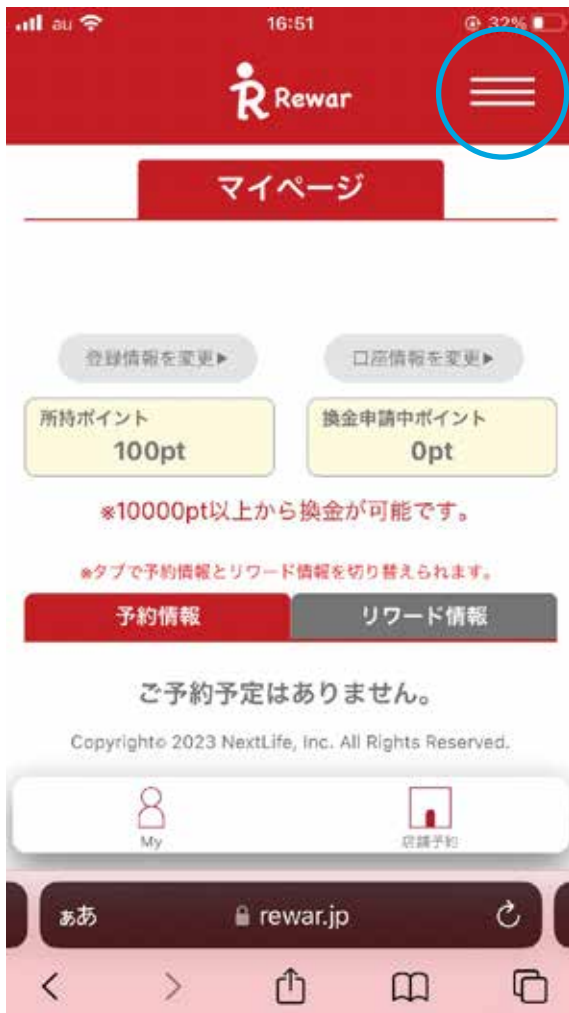 au 16:51 32%
Rewar
マイページ
登録情報を変更▶ 口座情報を変更▶
所持ポイント 換金申請中ポイント
100pt 0pt
※10000pt以上から換金が可能です。
※タブで予約情報とリワード情報を切り替えられます。
予約情報 リワード情報
ご予約予定はありません。
Copyright© 2023 NextLife, Inc. All Rights Reserved.
My 店舗予約
ぁあ rewar.jp